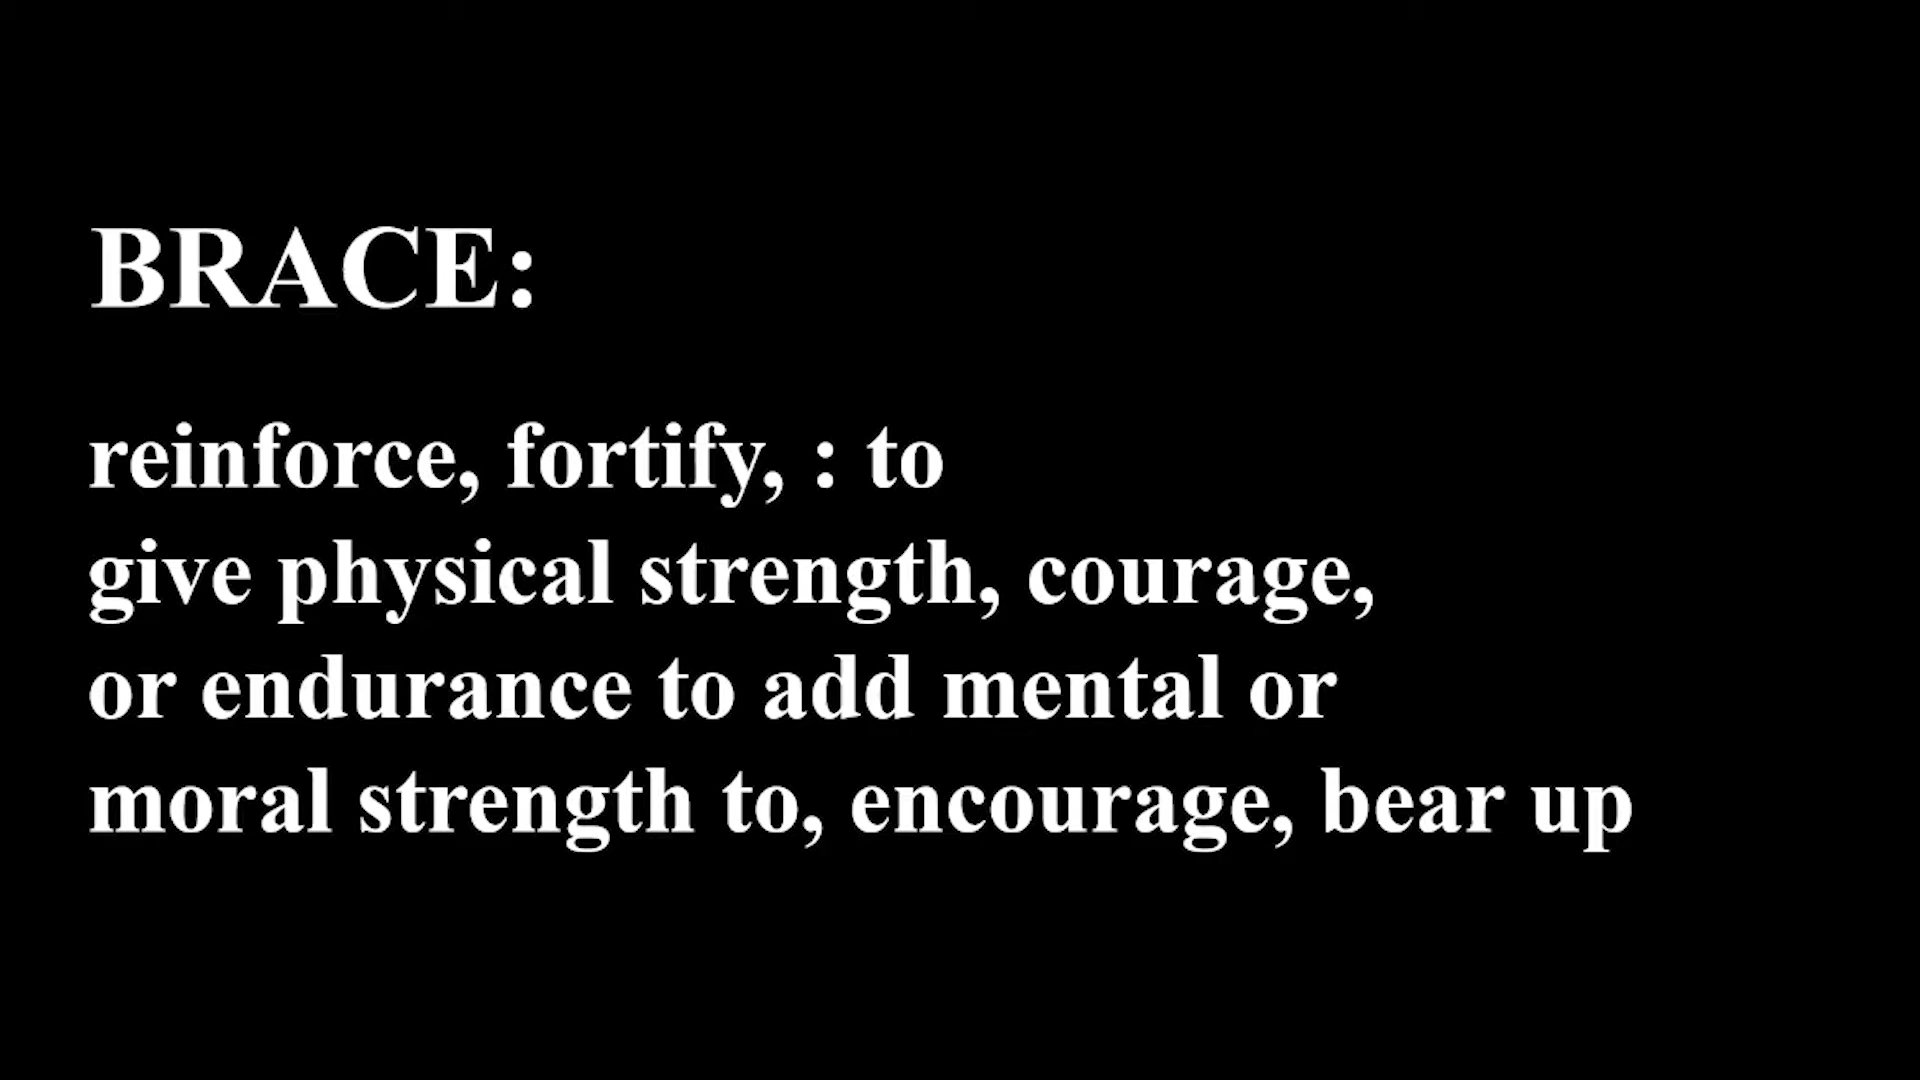 BRACE:
reinforce, fortify, : to
give physical strength, courage,
or endurance to add mental or
moral strength to, encourage, bear up